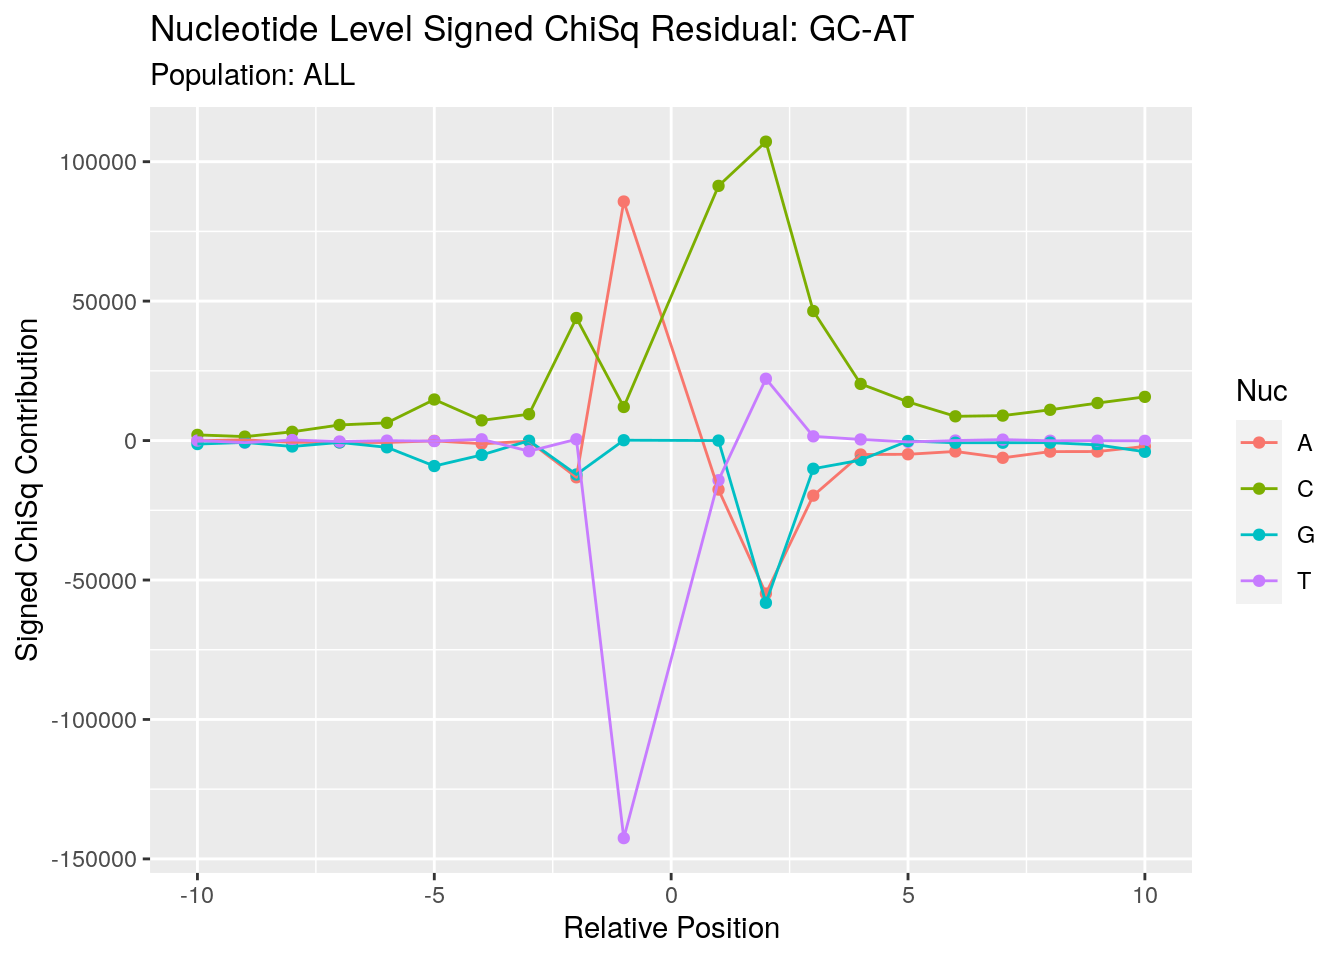 Nucleotide Level Signed ChiSq Residual: GC-AT
Population: ALL
100000
50000
0
-50000
-100000
-150000
Signed ChiSq Contribution
-10
-5
0
5
10
Relative Position
Nuc
A
C
G
T